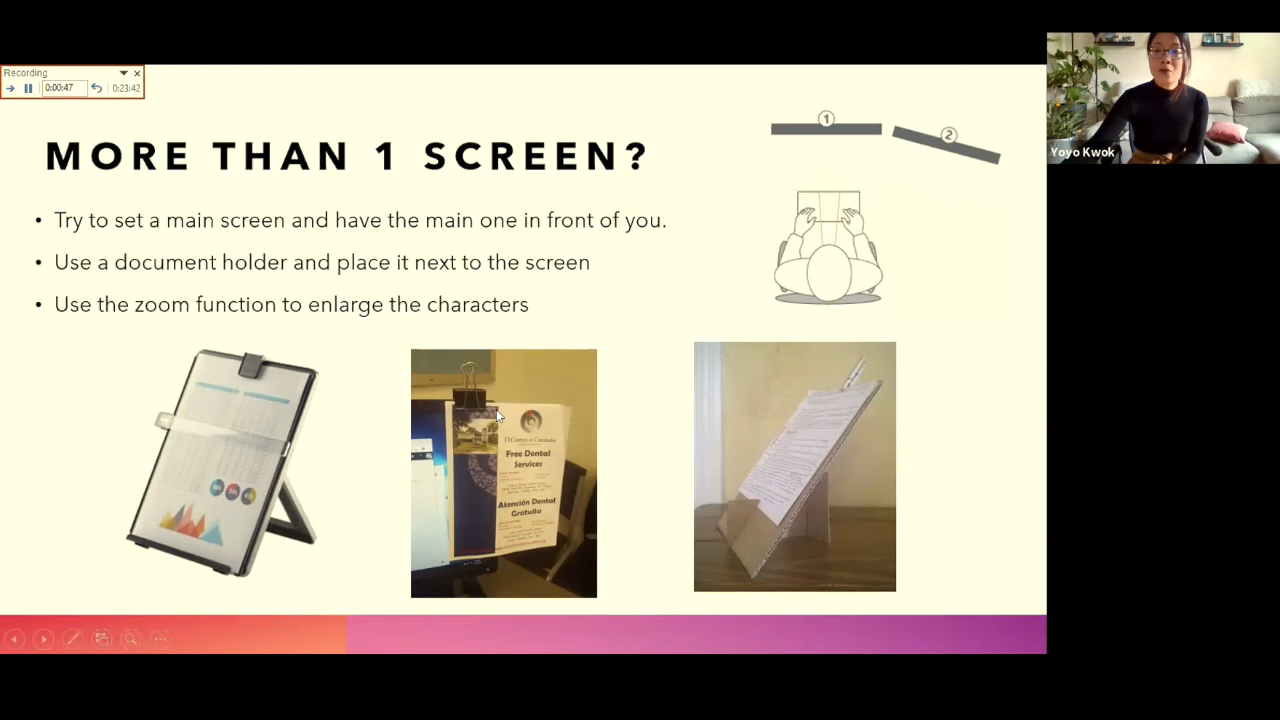 Recording
0:00:47
0:23:42
MORE THAN 1 SCREEN?
1
2
Yoyo Kwok
• Try to set a main screen and have the main one in front of you.
• Use a document holder and place it next to the screen
• Use the zoom function to enlarge the characters
Free Dental
Services
Atención Dental
Gratuita